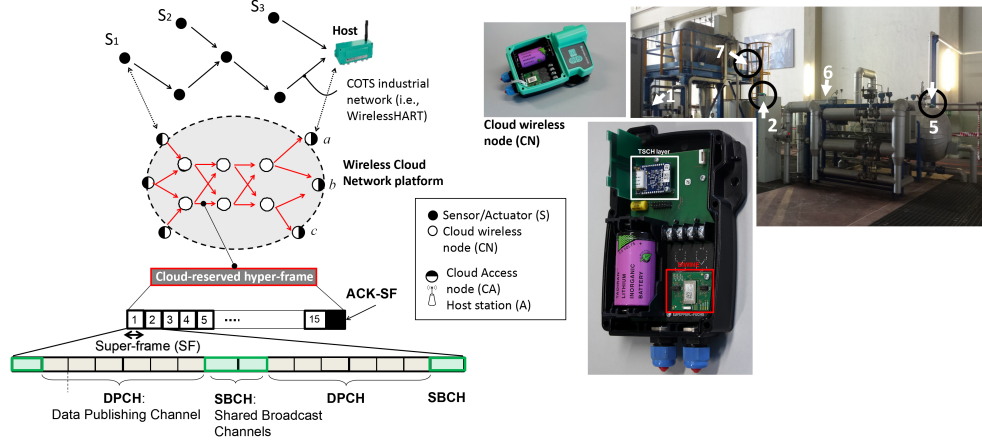 S1
S2
S3
Host
COTS industrial
network (i.e.,
WirelessHART)
a
Wireless Cloud
Network platform
b
c
Sensor/Actuator (S)
Cloud wireless
node (CN)
Cloud Access
node (CA)
Host station (A)
Cloud-reserved hyper-frame
ACK-SF
1 2 3 4 5 .... 15
Super-frame (SF)
DPCH:
Data Publishing Channel
SBCH:
Shared Broadcast
Channels
DPCH
SBCH
Cloud wireless
node (CN)
7
1
2
6
5
TSCH layer
LITHIUM
INORGANIC
BATTERY